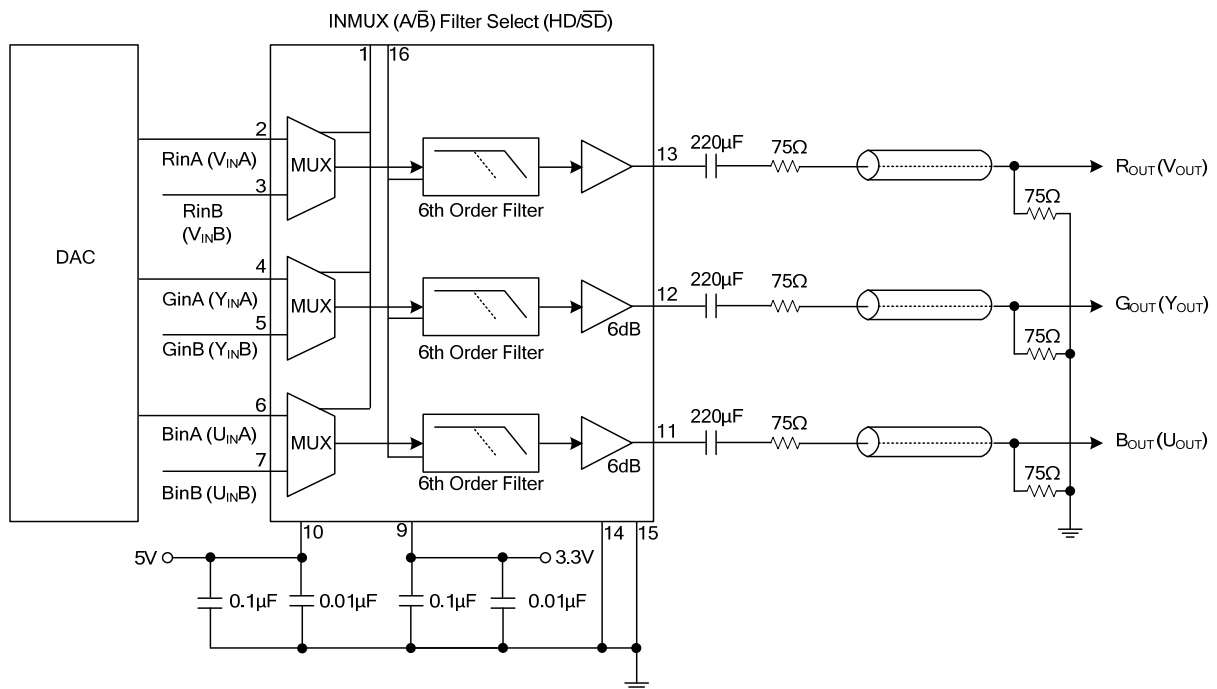 INMUX (A/B̅) Filter Select (HD/S̅D̅)
1 16
DAC
2
RinA (VINA)
3
RinB
(VINB)
MUX
6th Order Filter
13
220µF
75Ω
ROUT (VOUT)
75Ω
4
GinA (YINA)
5
GinB (YINB)
MUX
6th Order Filter
6dB
12
220µF
75Ω
GOUT (YOUT)
75Ω
6
BinA (UINA)
7
BinB (UINB)
MUX
6th Order Filter
6dB
11
220µF
75Ω
BOUT (UOUT)
75Ω
10
9
14
15
5V
3.3V
0.1µF
0.01µF
0.1µF
0.01µF